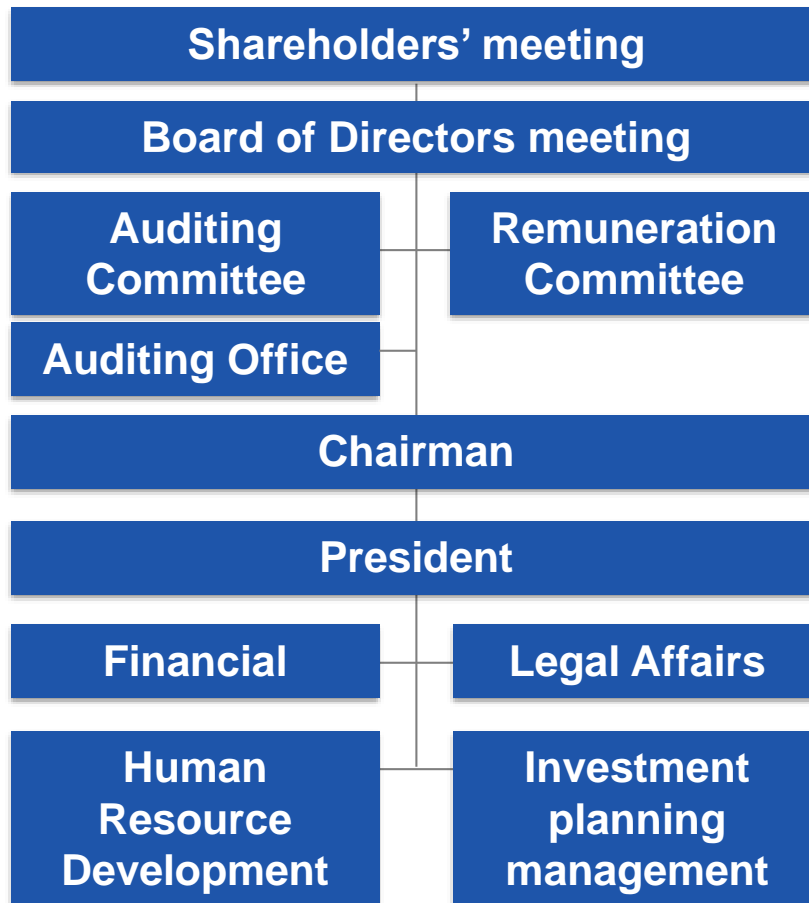 Shareholders’ meeting
Board of Directors meeting
Auditing
Committee
Remuneration
Committee
Auditing Office
Chairman
President
Financial
Legal Affairs
Human
Resource
Development
Investment
planning
management